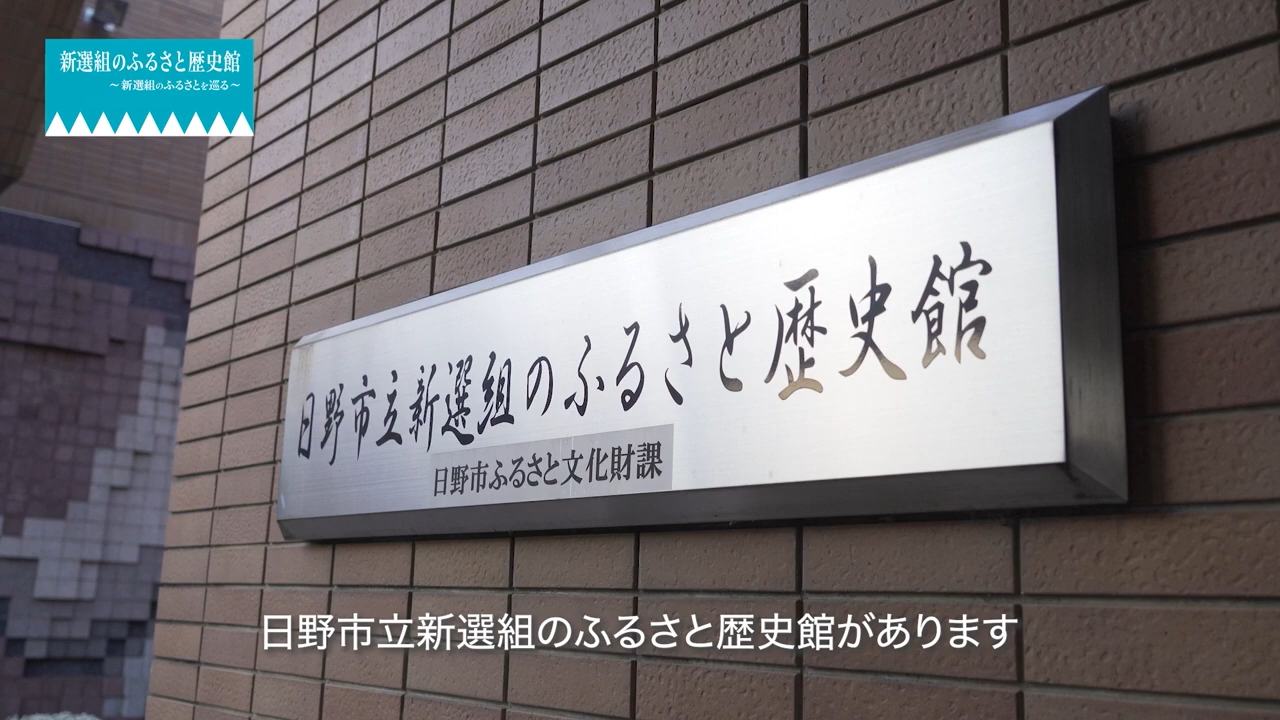 新選組のふるさと歴史館
～新選組のふるさとを巡る～
日野市立新選組のふるさと歴史館
日野市ふるさと文化財課
日野市立新選組のふるさと歴史館があります